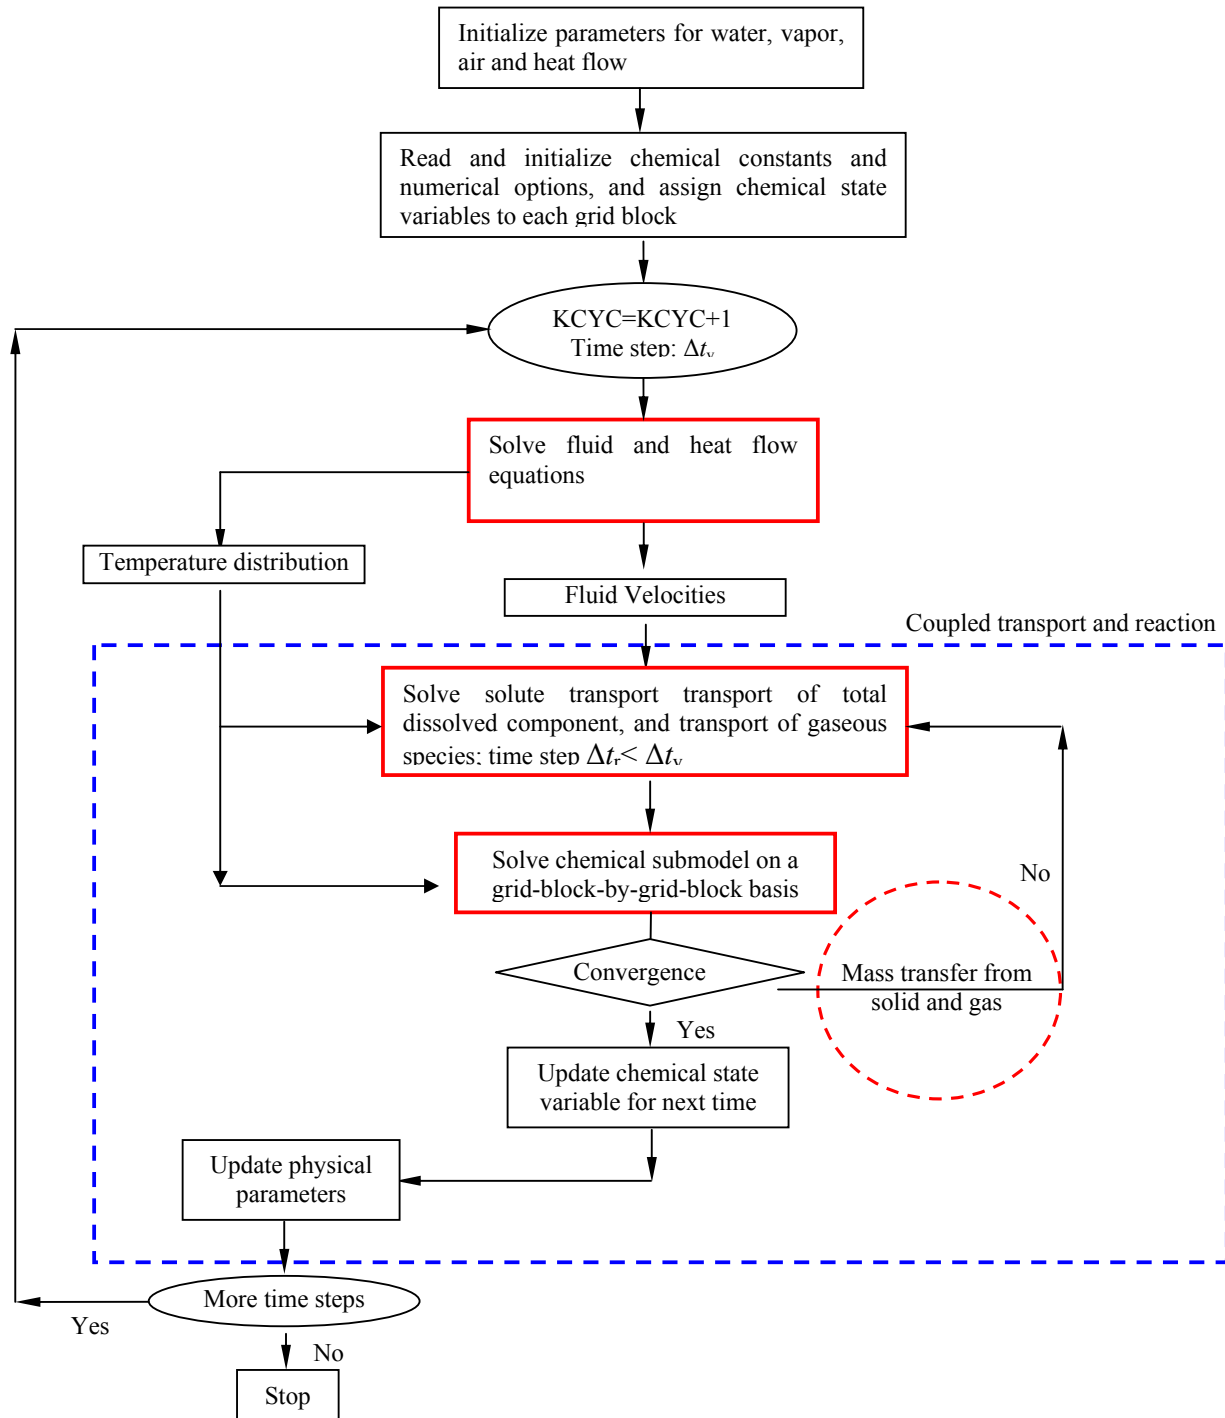 Initialize parameters for water, vapor,
air and heat flow
Read and initialize chemical constants and
numerical options, and assign chemical state
variables to each grid block
KCYC=KCYC+1
Time step: Δtv
Solve fluid and heat flow
equations
Temperature distribution
Fluid Velocities
Coupled transport and reaction
Solve solute transport transport of total
dissolved component, and transport of gaseous
species; time step Δtr< Δtv
Solve chemical submodel on a
grid-block-by-grid-block basis
No
Convergence
Mass transfer from
solid and gas
Yes
Update chemical state
variable for next time
Update physical
parameters
More time steps
Yes
No
Stop